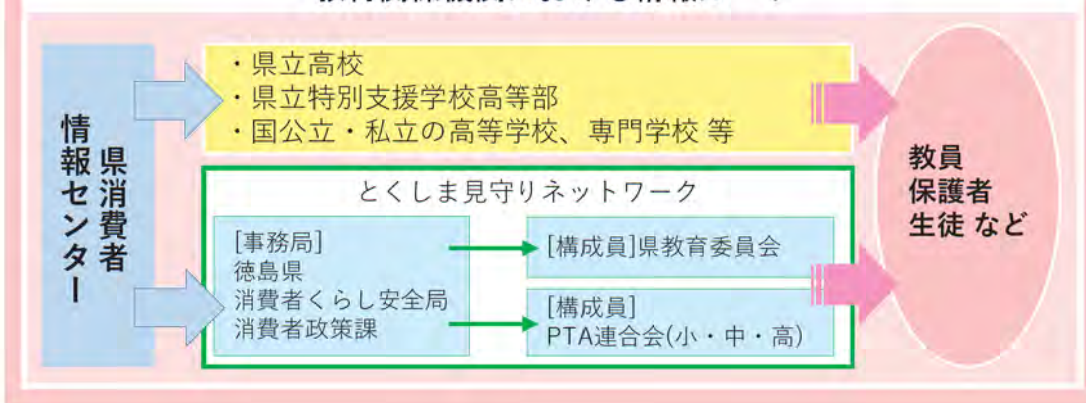 県消費者
情報センター
・県立高校
・県立特別支援学校高等部
・国公立・私立の高等学校、専門学校 等
とくしま見守りネットワーク
[事務局]
徳島県
消費者くらし安全局
消費者政策課
[構成員]県教育委員会
[構成員]
PTA連合会(小・中・高)
教員
保護者
生徒 など